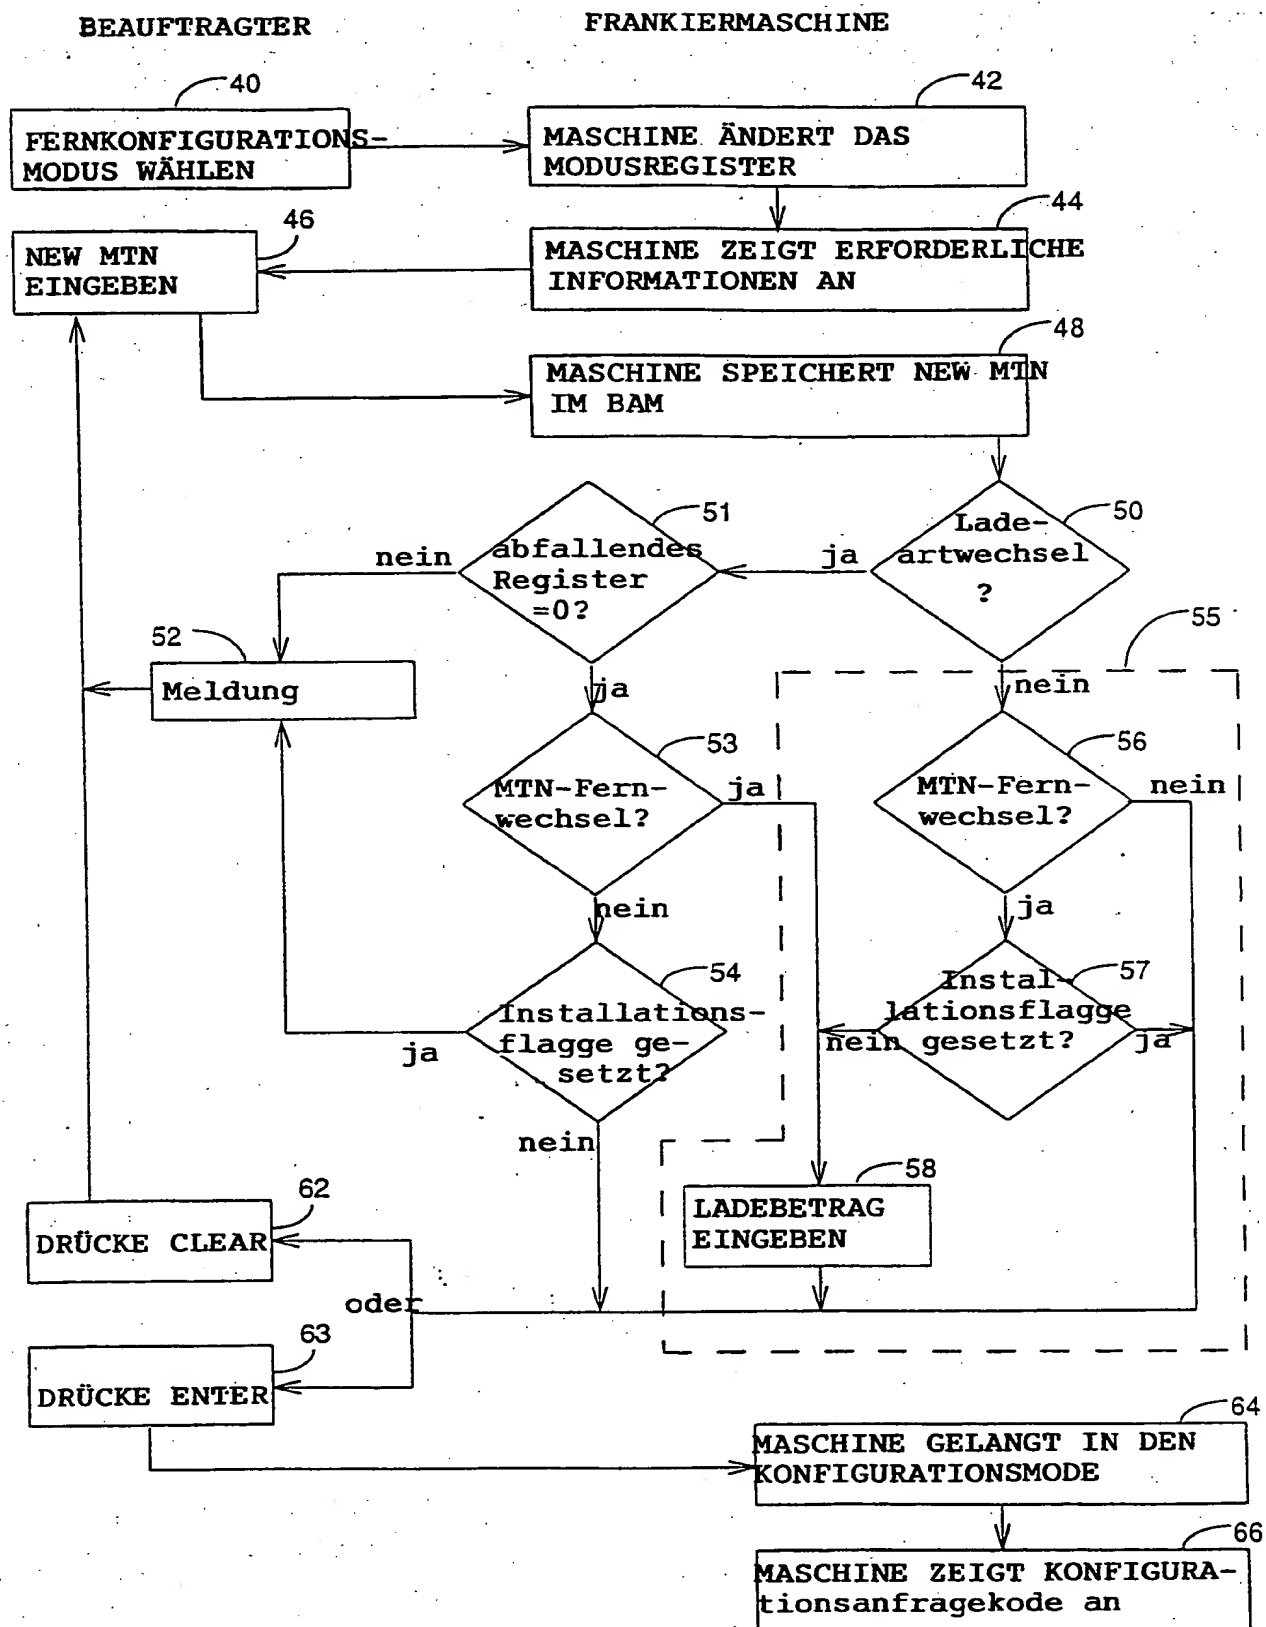 BEAUFTRAGTER
FRANKIERMASCHINE
40
42
FERNKONFIGURATIONS-
MODUS WÄHLEN
MASCHINE ÄNDERT DAS
MODUSREGISTER
44
46
NEW MTN
EINGEBEN
MASCHINE ZEIGT ERFORDERLICHE
INFORMATIONEN AN
48
MASCHINE SPEICHERT NEW MTN
IM BAM
50
51
Lade-
artwechsel
?
ja
abfallendes
Register
=0?
nein
52
Meldung
55
ja
nein
53
56
MTN-Fern-
wechsel?
ja
MTN-Fern-
wechsel?
nein
nein
ja
54
57
Installations-
flagge ge-
setzt?
ja
Instal-
lationsflagge
gesetzt?
nein
ja
nein
58
LADEBETRAG
EINGEBEN
62
DRÜCKE CLEAR
oder
63
DRÜCKE ENTER
64
MASCHINE GELANGT IN DEN
KONFIGURATIONSMODE
66
MASCHINE ZEIGT KONFIGURA-
tionsanfragekode an